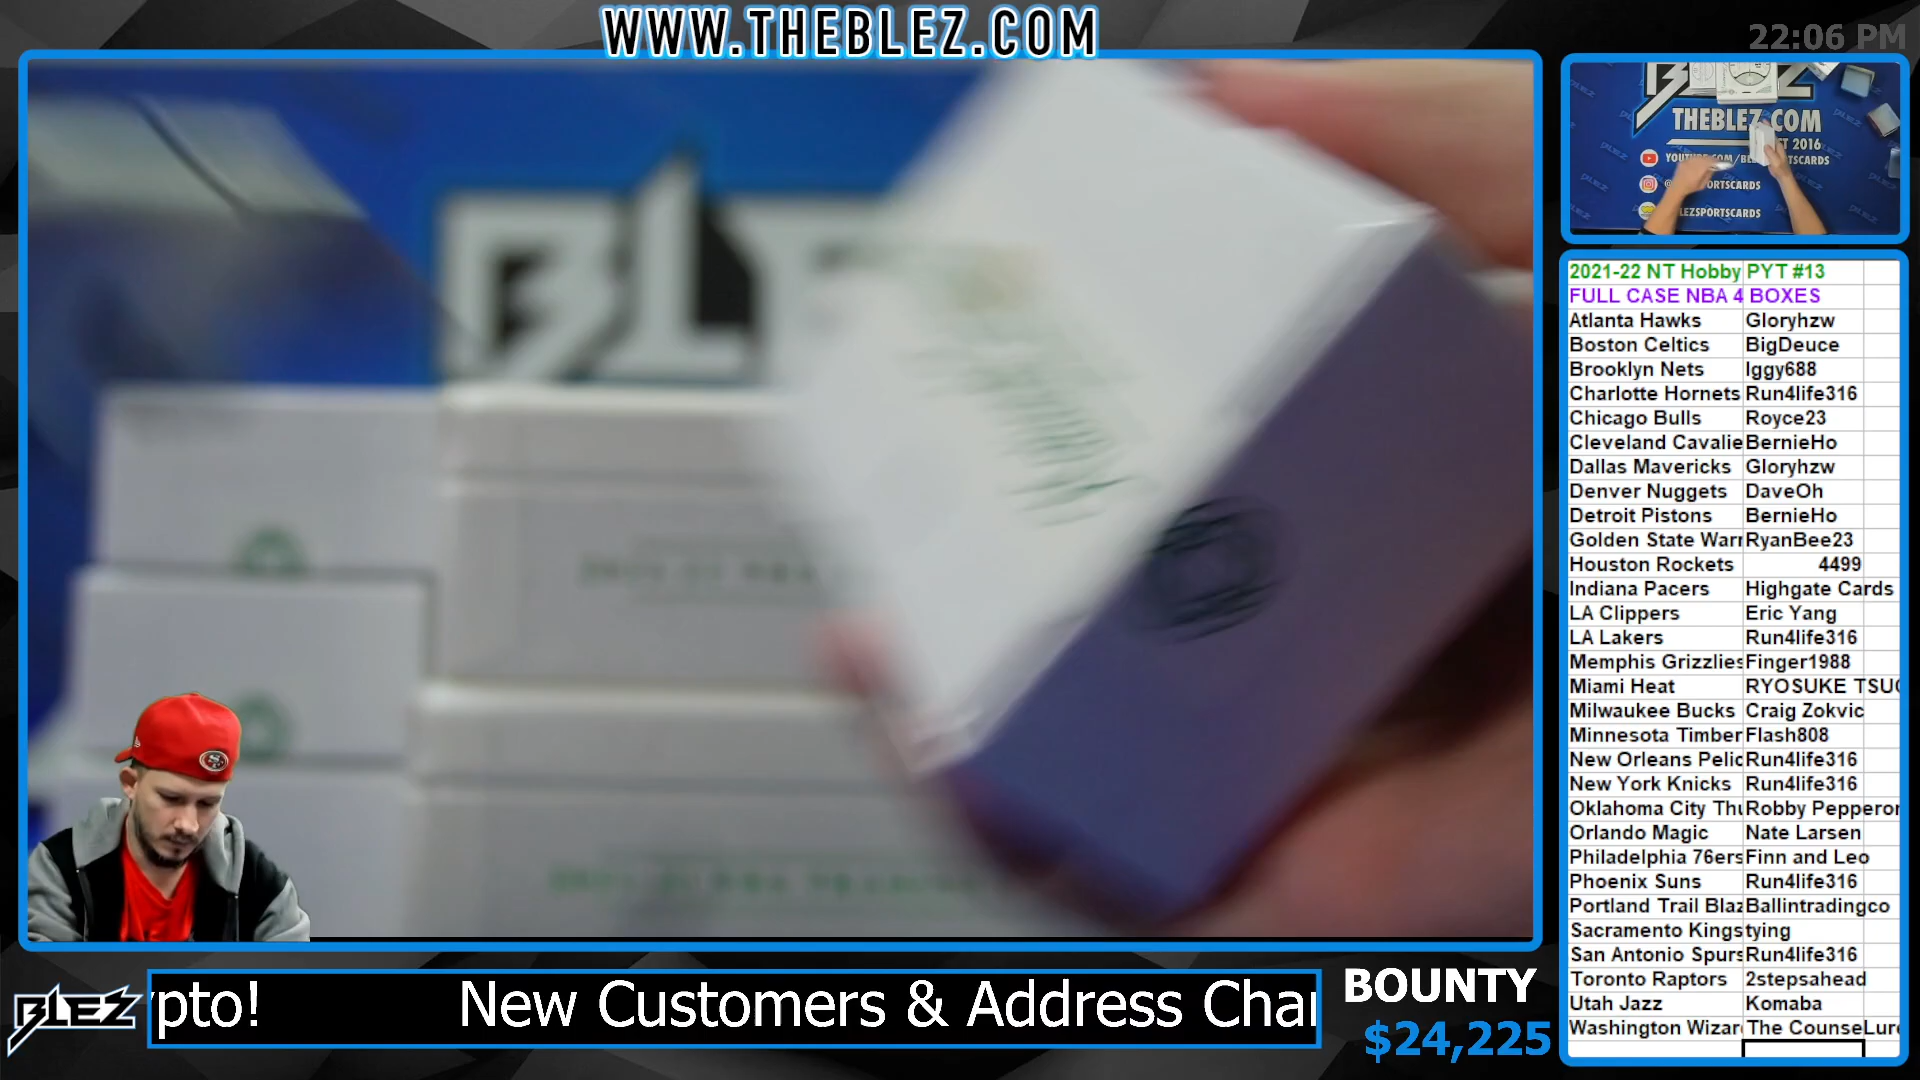 WWW.THEBLEZ.COM
22:06 PM
BLEZ
THEBLEZ.COM
ORTSCARDS
LEZSPORTSCARDS
2021-22 NT Hobby PYT #13
FULL CASE NBA 4 BOXES
Atlanta Hawks Gloryhzw
Boston Celtics BigDeuce
Brooklyn Nets Iggy688
Charlotte Hornets Run4life316
Chicago Bulls Royce23
Cleveland Cavalie BernieHo
Dallas Mavericks Gloryhzw
Denver Nuggets DaveOh
Detroit Pistons BernieHo
Golden State Warr RyanBee23
Houston Rockets 4499
Indiana Pacers Highgate Cards
LA Clippers Eric Yang
LA Lakers Run4life316
Memphis Grizzlies Finger1988
Miami Heat RYOSUKE TSUG
Milwaukee Bucks Craig Zokvic
Minnesota Timber Flash808
New Orleans Pelic Run4life316
New York Knicks Run4life316
Oklahoma City Thu Robby Pepperor
Orlando Magic Nate Larsen
Philadelphia 76ers Finn and Leo
Phoenix Suns Run4life316
Portland Trail Blaz Ballintradingco
Sacramento Kings tying
San Antonio Spurs Run4life316
Toronto Raptors 2stepsahead
Utah Jazz Komaba
Washington Wizar The CounseLure
BLEZ
pto! New Customers & Address Char
BOUNTY
$24,225